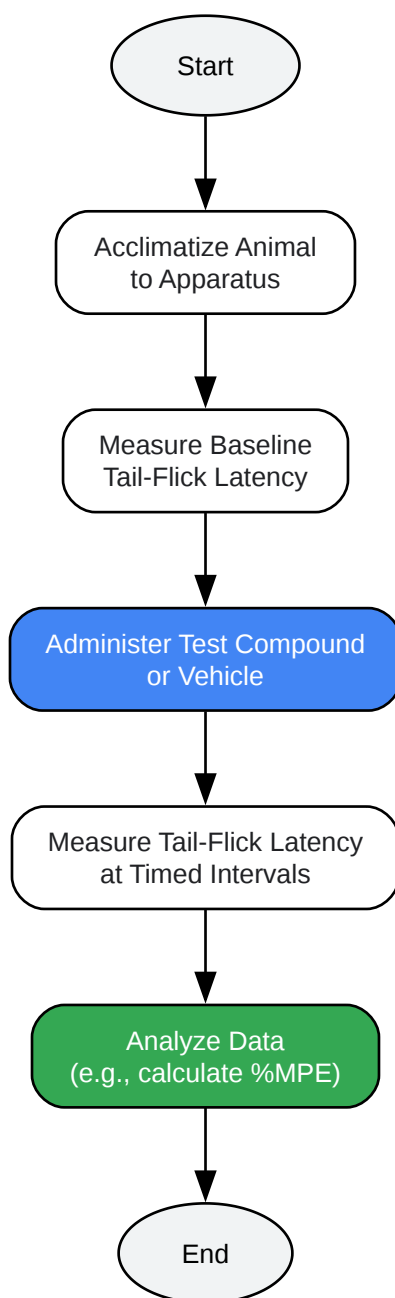 Start
Acclimatize Animal
to Apparatus
Measure Baseline
Tail-Flick Latency
Administer Test Compound
or Vehicle
Measure Tail-Flick Latency
at Timed Intervals
Analyze Data
(e.g., calculate %MPE)
End